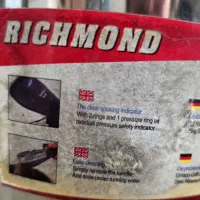 RICHMOND
The clear cooking indicator
With 2 rings and 1 pressure ring as
residual pressure safety indicator.
Easy cleaning
Simply remove the handle
And rinse under running water